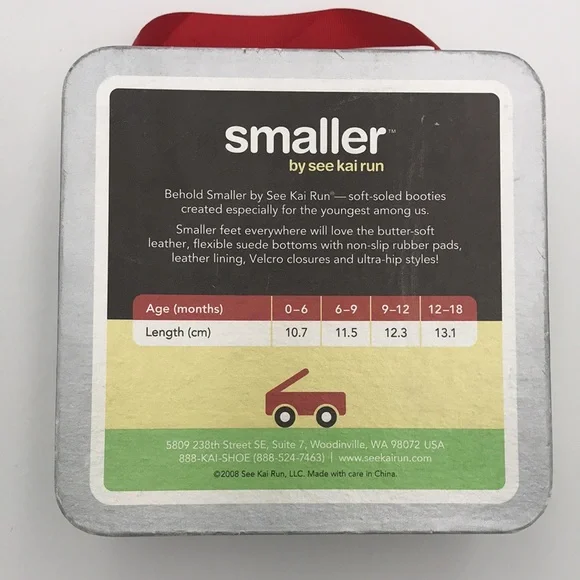 smaller™
by see kai run
Behold Smaller by See Kai Run®— soft-soled booties
created especially for the youngest among us.
Smaller feet everywhere will love the butter-soft
leather, flexible suede bottoms with non-slip rubber pads,
leather lining, Velcro closures and ultra-hip styles!
Age (months) 0–6 6–9 9–12 12–18
Length (cm) 10.7 11.5 12.3 13.1
5809 238th Street SE, Suite 7, Woodinville, WA 98072 USA
888-KAI-SHOE (888-524-7463) | www.seekairun.com
©2008 See Kai Run, LLC. Made with care in China.